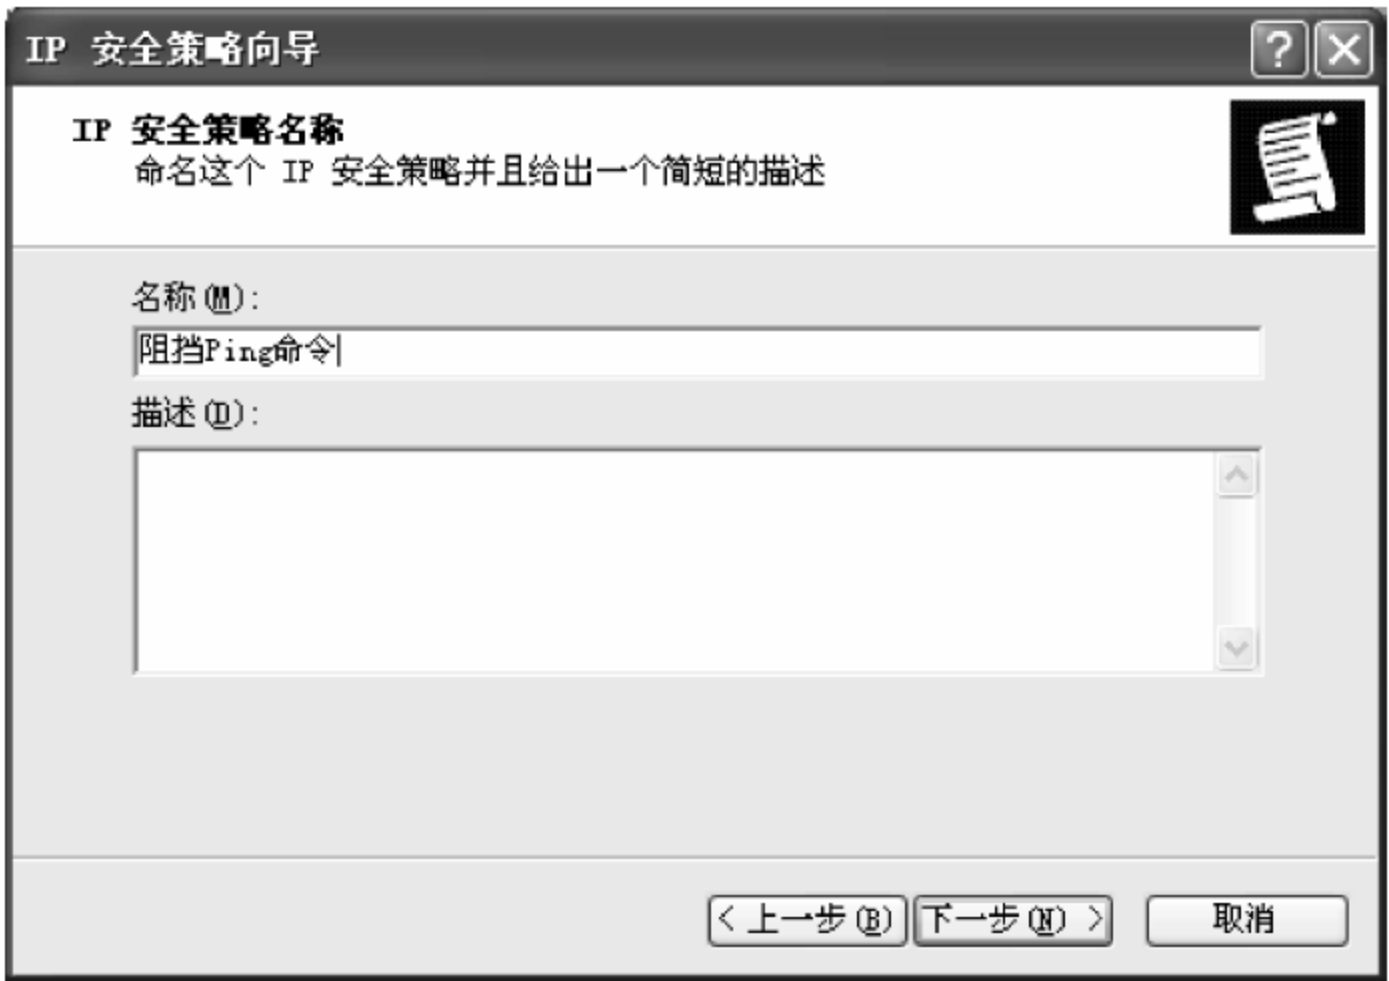 IP 安全策略向导
IP 安全策略名称
命名这个 IP 安全策略并且给出一个简短的描述
名称(M):
阻挡Ping命令
描述(D):
< 上一步(B) 下一步(N) > 取消